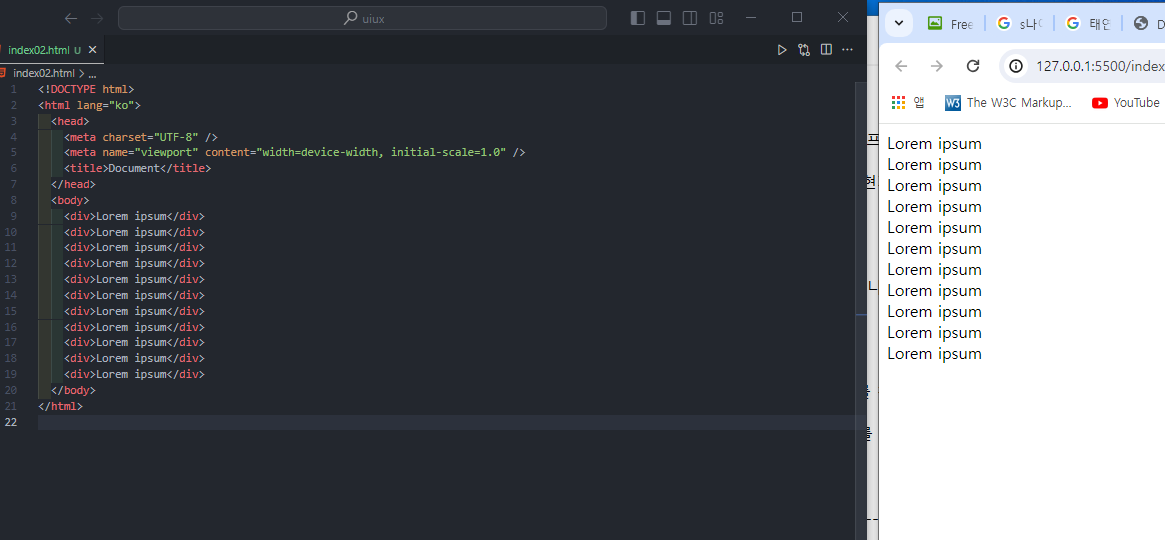 uiux
index02.html U
index02.html > ...
1 <!DOCTYPE html>
2 <html lang="ko">
3 <head>
4 <meta charset="UTF-8" />
5 <meta name="viewport" content="width=device-width, initial-scale=1.0" />
6 <title>Document</title>
7 </head>
8 <body>
9 <div>Lorem ipsum</div>
10 <div>Lorem ipsum</div>
11 <div>Lorem ipsum</div>
12 <div>Lorem ipsum</div>
13 <div>Lorem ipsum</div>
14 <div>Lorem ipsum</div>
15 <div>Lorem ipsum</div>
16 <div>Lorem ipsum</div>
17 <div>Lorem ipsum</div>
18 <div>Lorem ipsum</div>
19 <div>Lorem ipsum</div>
20 </body>
21 </html>
22
Free s나 태안 D
127.0.0.1:5500/index
앱 W3 The W3C Markup... YouTube
Lorem ipsum
Lorem ipsum
Lorem ipsum
Lorem ipsum
Lorem ipsum
Lorem ipsum
Lorem ipsum
Lorem ipsum
Lorem ipsum
Lorem ipsum
Lorem ipsum